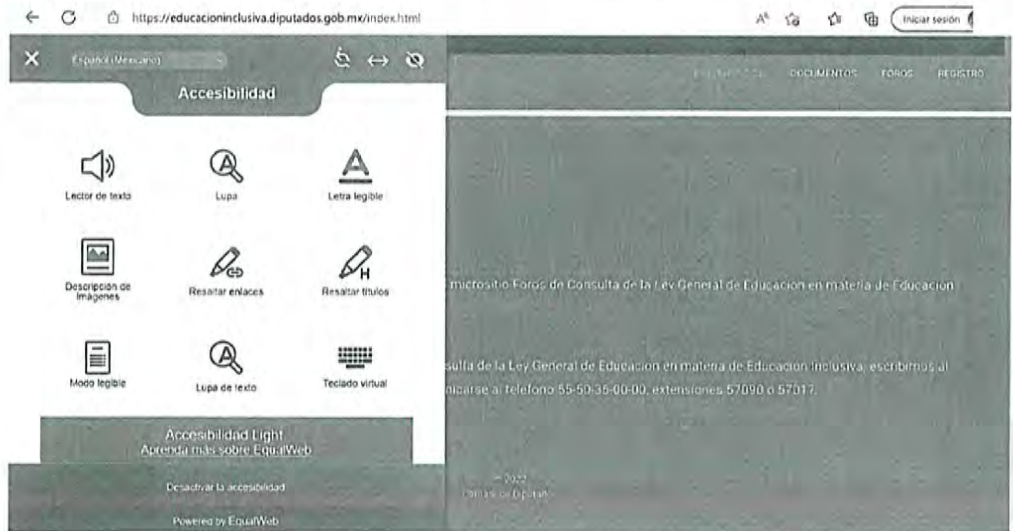 https://educacioninclusiva.diputados.gob.mx/index.html
Iniciar sesión
Español (Mexicano)
Accesibilidad
DOCUMENTOS
FOROS
REGISTRO
Lector de texto
Lupa
Letra legible
Descripción de
Imágenes
Resaltar enlaces
Resaltar títulos
micrositio Foros de Consulta de la Ley General de Educación en materia de Educación
Modo legible
Lupa de texto
Teclado virtual
sulta de la Ley General de Educación en materia de Educación Inclusiva, escribirnos al
nicarse al teléfono 55-50-35-00-00, extensiones 57090 o 57017.
Accesibilidad Light
Aprenda más sobre EqualWeb
Desactivar la accesibilidad
Powered by EqualWeb
2022